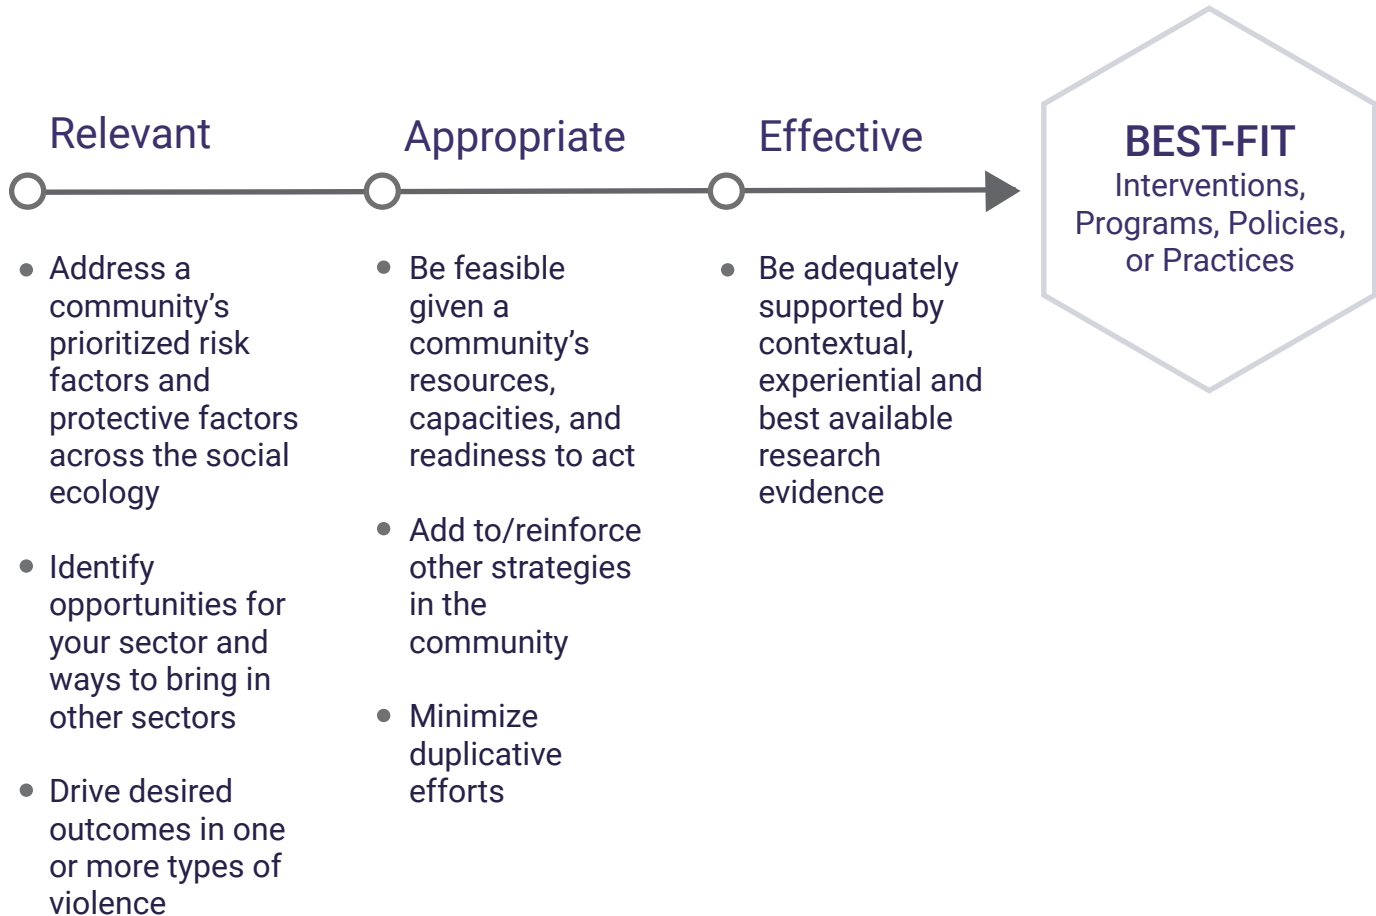 Relevant
Address a
community’s
prioritized risk
factors and
protective factors
across the social
ecology
Identify
opportunities for
your sector and
ways to bring in
other sectors
Drive desired
outcomes in one
or more types of
violence
Appropriate
Be feasible
given a
community’s
resources,
capacities, and
readiness to act
Add to/reinforce
other strategies
in the
community
Minimize
duplicative
efforts
Effective
Be adequately
supported by
contextual,
experiential and
best available
research
evidence
BEST-FIT
Interventions,
Programs, Policies,
or Practices